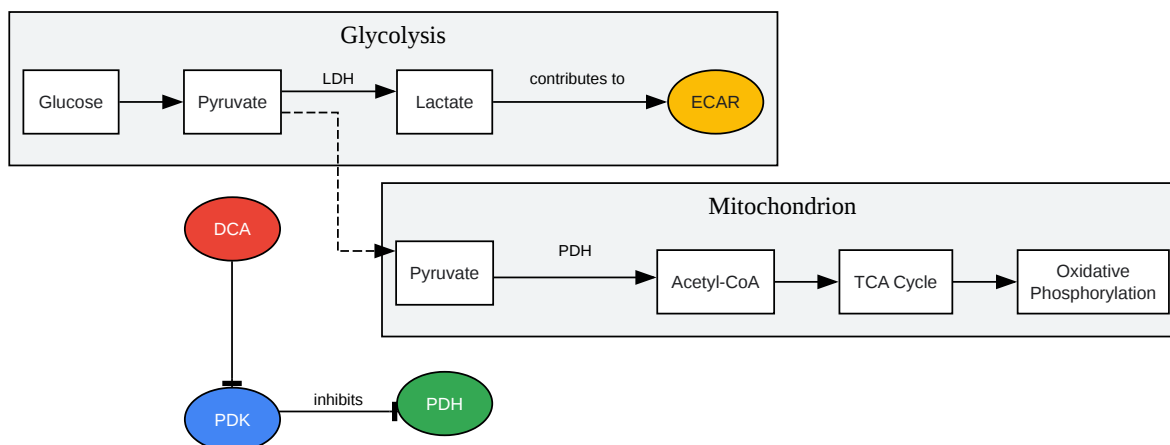 Glycolysis
Glucose
Pyruvate
LDH
Lactate
contributes to
ECAR
DCA
Mitochondrion
Pyruvate
PDH
Acetyl-CoA
TCA Cycle
Oxidative
Phosphorylation
PDK
inhibits
PDH